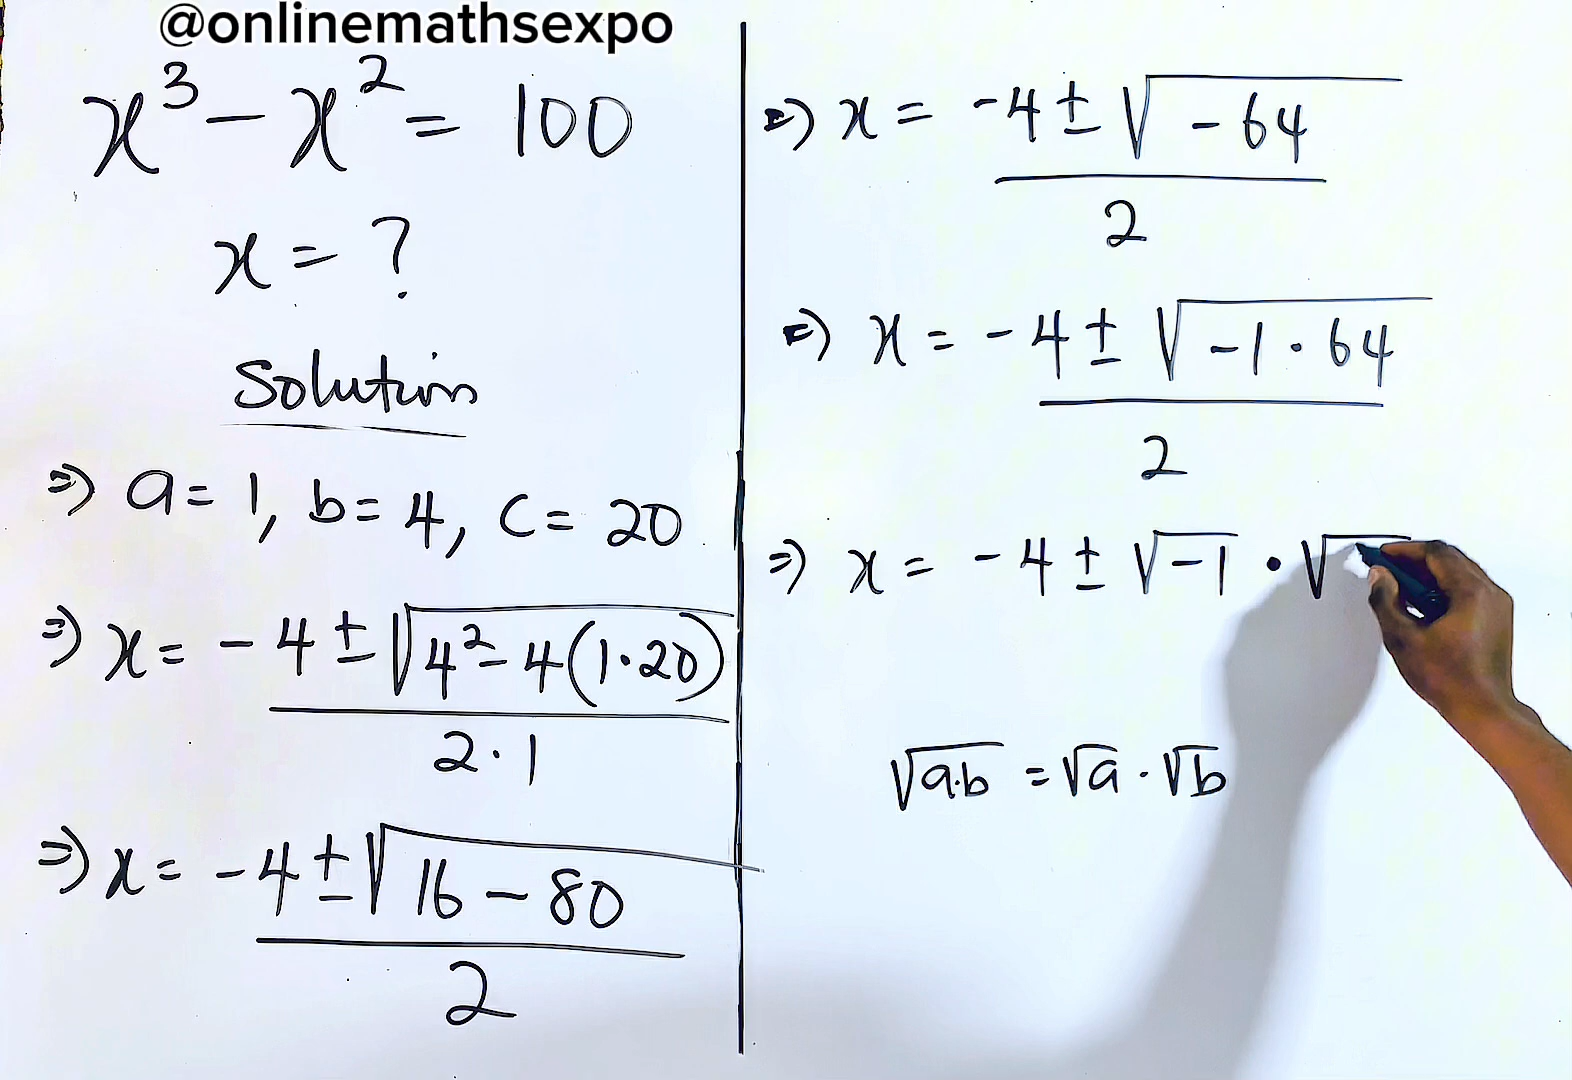 @onlinemathsexpo
x³ - x² = 100
x = ?
Solution
⇒ a = 1, b = 4, c = 20
⇒ x = -4 ± √(4² - 4(1·20))
2·1
⇒ x = -4 ± √(16 - 80)
2
⇒ x = -4 ± √(-64)
2
⇒ x = -4 ± √(-1·64)
2
⇒ x = -4 ± √-1 · √
√a·b = √a · √b